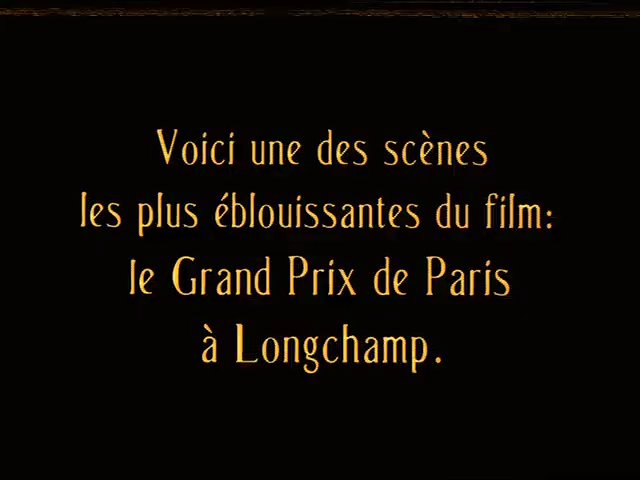 Voici une des scènes
les plus éblouissantes du film:
le Grand Prix de Paris
à Longchamp.